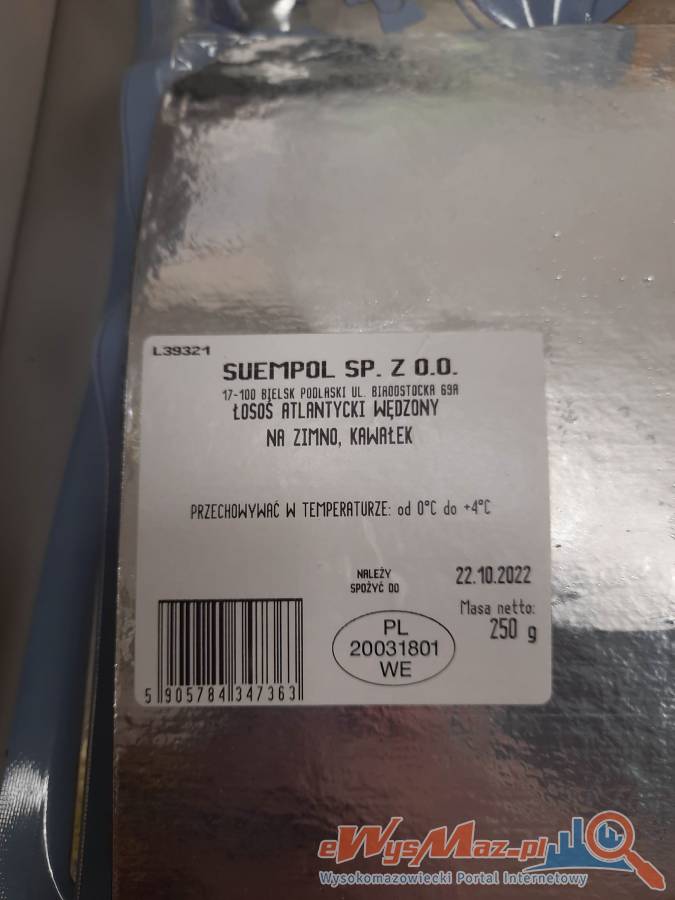 L39321
SUEMPOL SP. Z O.O.
17-100 BIELSK PODLASKI UL. BIAŁOSTOCKA 69A
ŁOSOŚ ATLANTYCKI WĘDZONY
NA ZIMNO, KAWAŁEK
PRZECHOWYWAĆ W TEMPERATURZE: od 0°C do +4°C
NALEŻY
SPOŻYĆ DO
22.10.2022
Masa netto:
250 g
PL
20031801
WE
5 905784 347363
eWysMaz.pl
Wysokomazowiecki Portal Internetowy